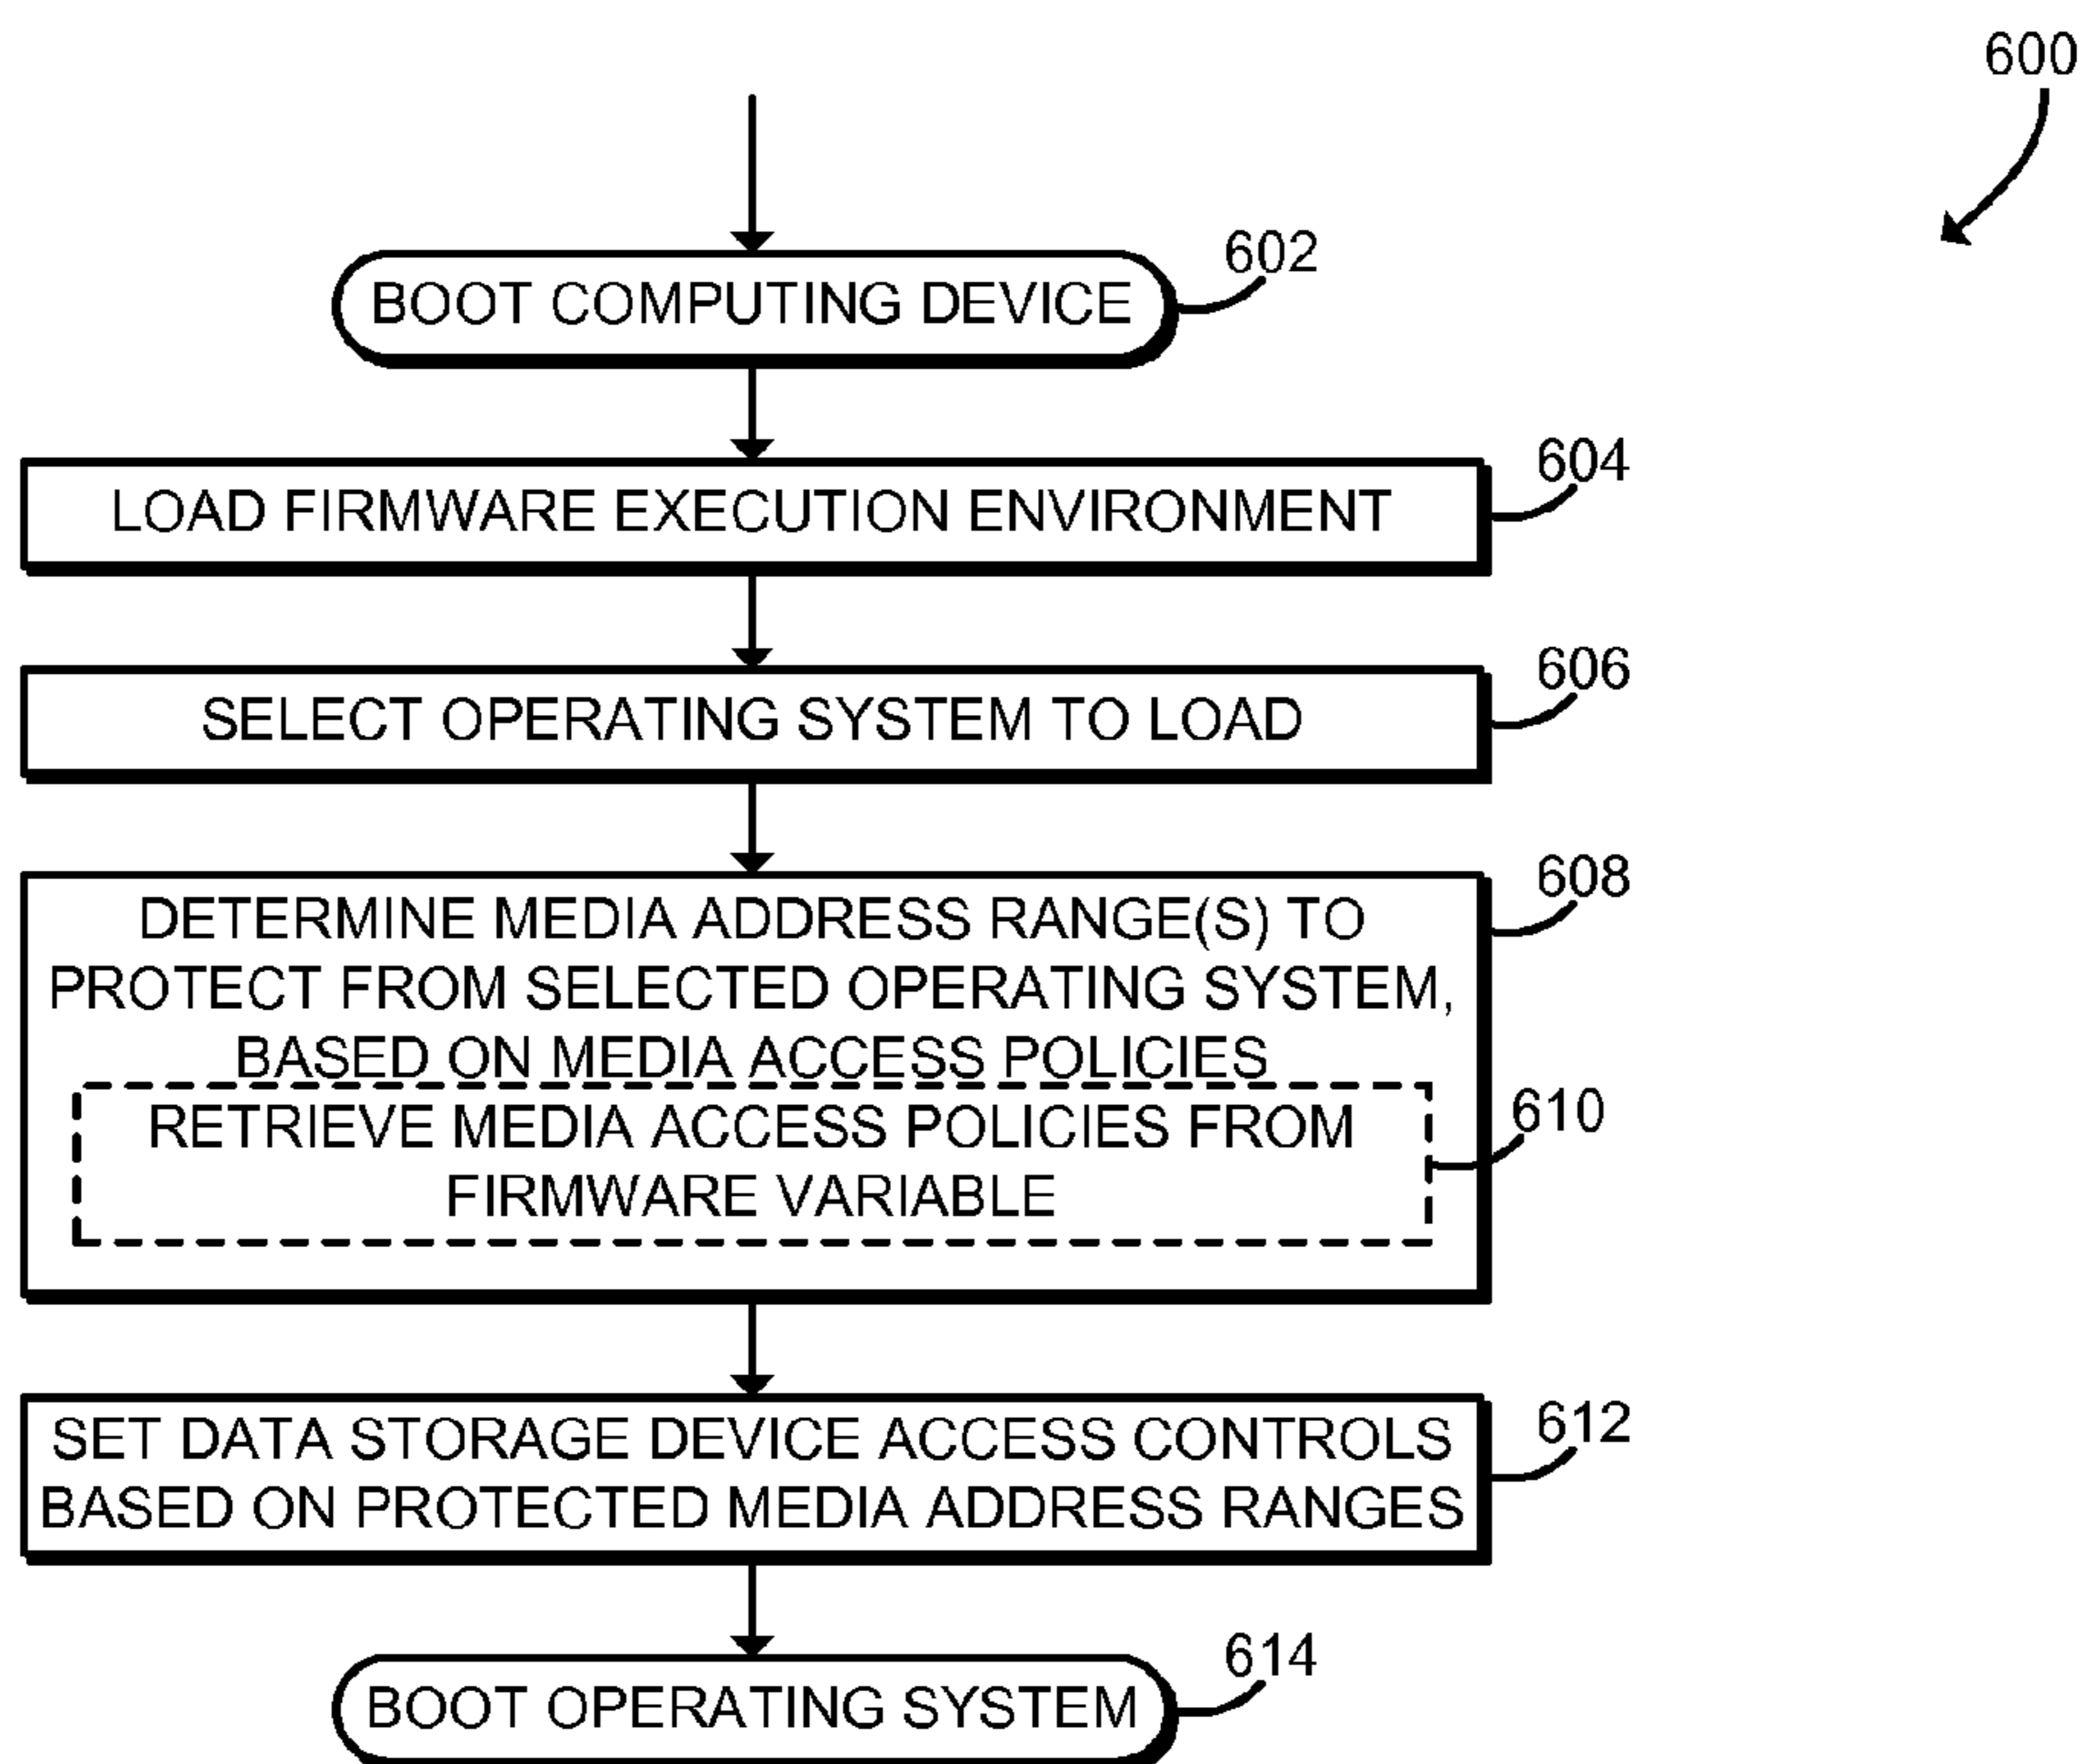 600
BOOT COMPUTING DEVICE
602
LOAD FIRMWARE EXECUTION ENVIRONMENT
604
SELECT OPERATING SYSTEM TO LOAD
606
DETERMINE MEDIA ADDRESS RANGE(S) TO
PROTECT FROM SELECTED OPERATING SYSTEM,
BASED ON MEDIA ACCESS POLICIES
608
RETRIEVE MEDIA ACCESS POLICIES FROM
FIRMWARE VARIABLE
610
SET DATA STORAGE DEVICE ACCESS CONTROLS
BASED ON PROTECTED MEDIA ADDRESS RANGES
612
BOOT OPERATING SYSTEM
614